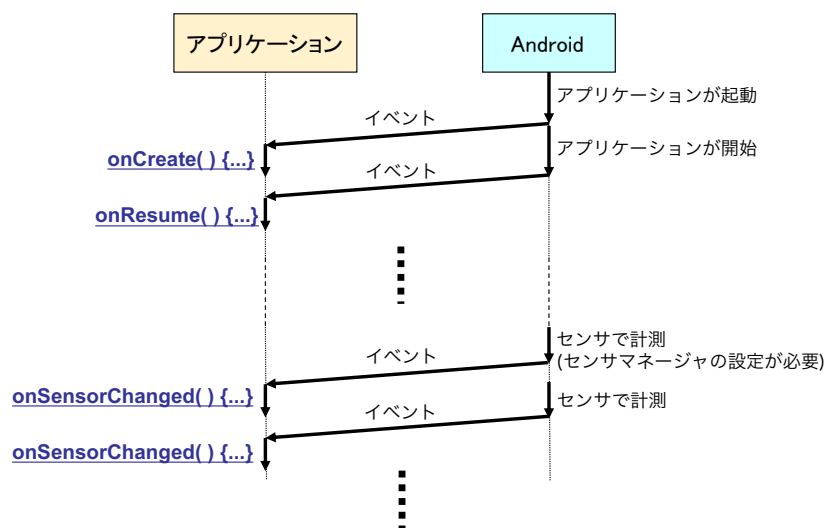 アプリケーション
Android
アプリケーションが起動
イベント
onCreate( ) {...}
アプリケーションが開始
イベント
onResume( ) {...}
センサで計測
(センサマネージャの設定が必要)
イベント
onSensorChanged( ) {...}
センサで計測
イベント
onSensorChanged( ) {...}